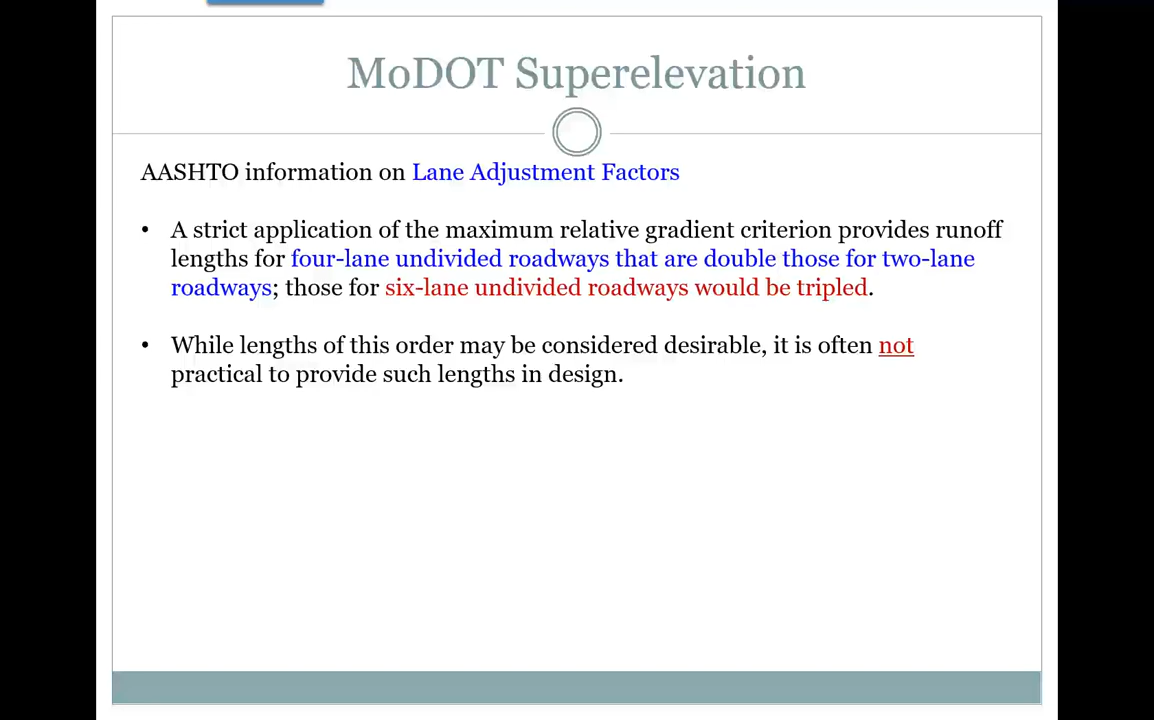 MoDOT Superelevation
AASHTO information on Lane Adjustment Factors
• A strict application of the maximum relative gradient criterion provides runoff
lengths for four-lane undivided roadways that are double those for two-lane
roadways; those for six-lane undivided roadways would be tripled.
• While lengths of this order may be considered desirable, it is often not
practical to provide such lengths in design.